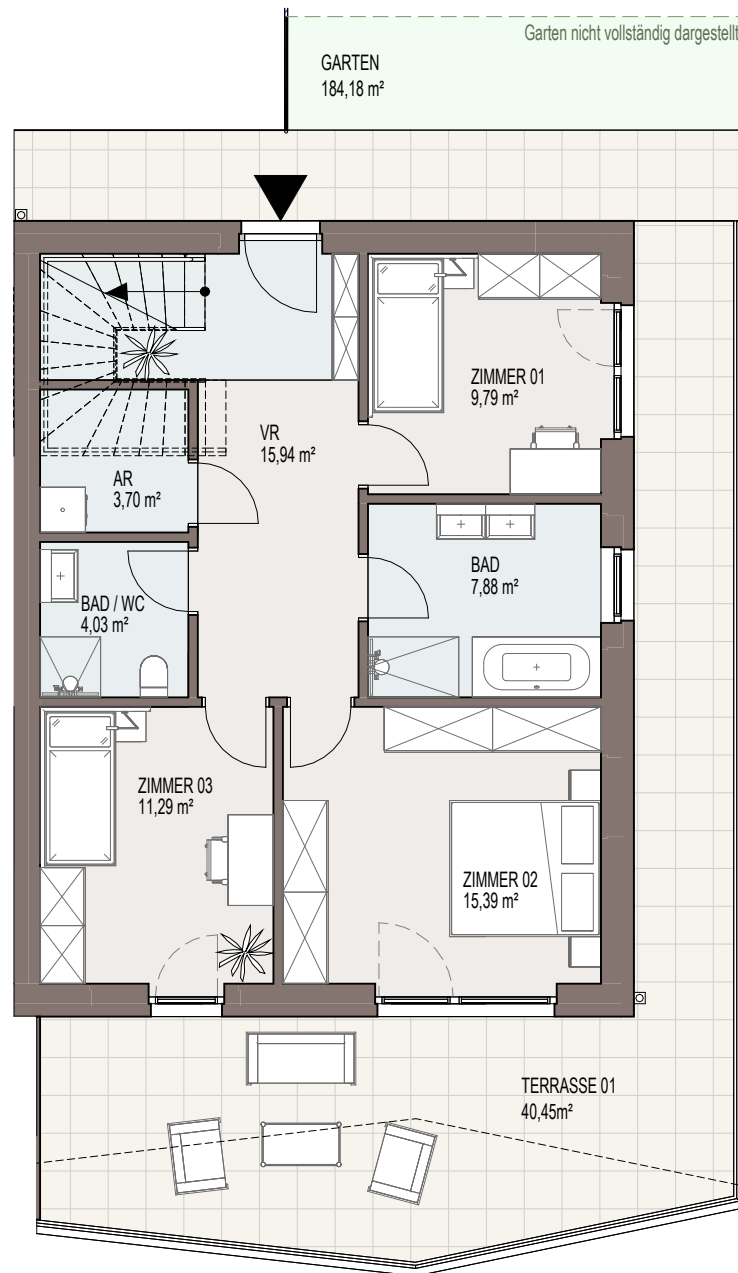 Garten nicht vollständig dargestellt
GARTEN
184,18 m²
ZIMMER 01
9,79 m²
VR
15,94 m²
AR
3,70 m²
BAD
7,88 m²
BAD / WC
4,03 m²
ZIMMER 03
11,29 m²
ZIMMER 02
15,39 m²
TERRASSE 01
40,45m²